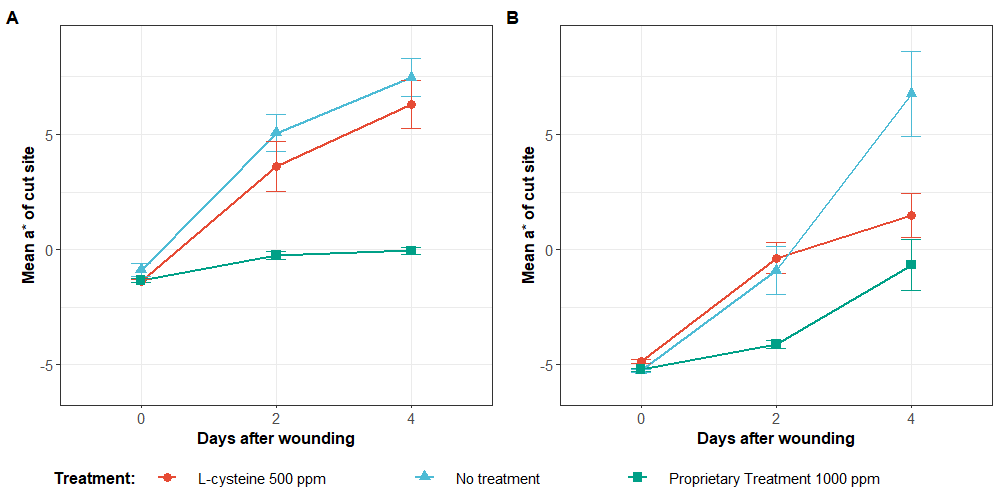 A
B
Mean a* of cut site
5
0
-5
0 2 4
Days after wounding
Mean a* of cut site
5
0
-5
0 2 4
Days after wounding
Treatment: L-cysteine 500 ppm No treatment Proprietary Treatment 1000 ppm